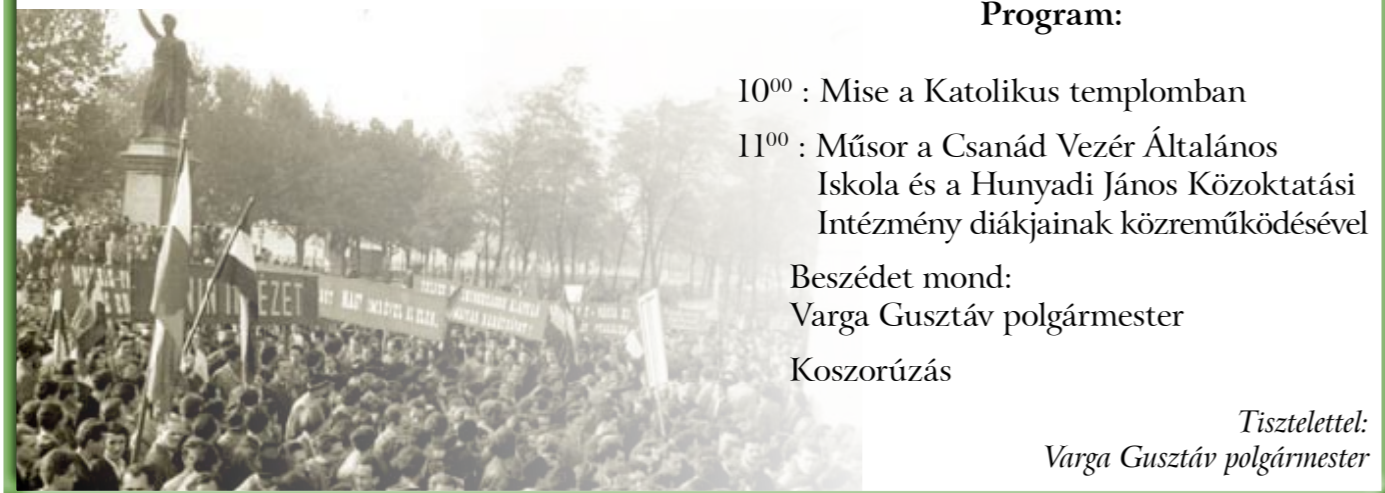 Program:
10⁰⁰ : Mise a Katolikus templomban
11⁰⁰ : Műsor a Csanád Vezér Általános
Iskola és a Hunyadi János Közoktatási
Intézmény diákjainak közreműködésével
Beszédet mond:
Varga Gusztáv polgármester
Koszorúzás
Tisztelettel:
Varga Gusztáv polgármester